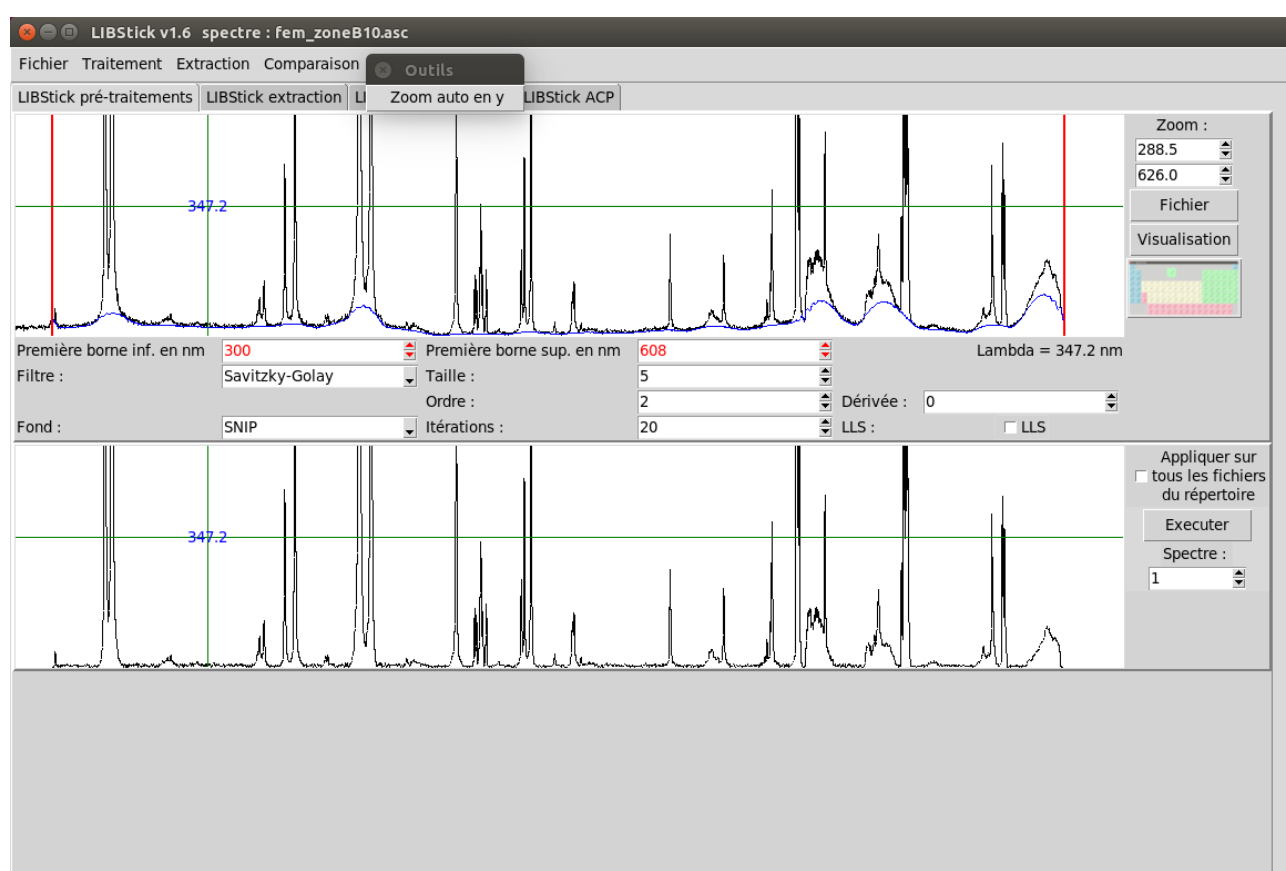 LIBStick v1.6 spectre : fem_zoneB10.asc
Fichier Traitement Extraction Comparaison
Outils
Zoom auto en y
LIBStick pré-traitements LIBStick extraction LI LIBStick ACP
Zoom :
288.5
626.0
Fichier
Visualisation
347.2
Première borne inf. en nm 300 Première borne sup. en nm 608 Lambda = 347.2 nm
Filtre : Savitzky-Golay Taille : 5
Ordre : 2 Dérivée : 0
Fond : SNIP Itérations : 20 LLS : LLS
Appliquer sur
tous les fichiers
du répertoire
Executer
Spectre :
1
347.2